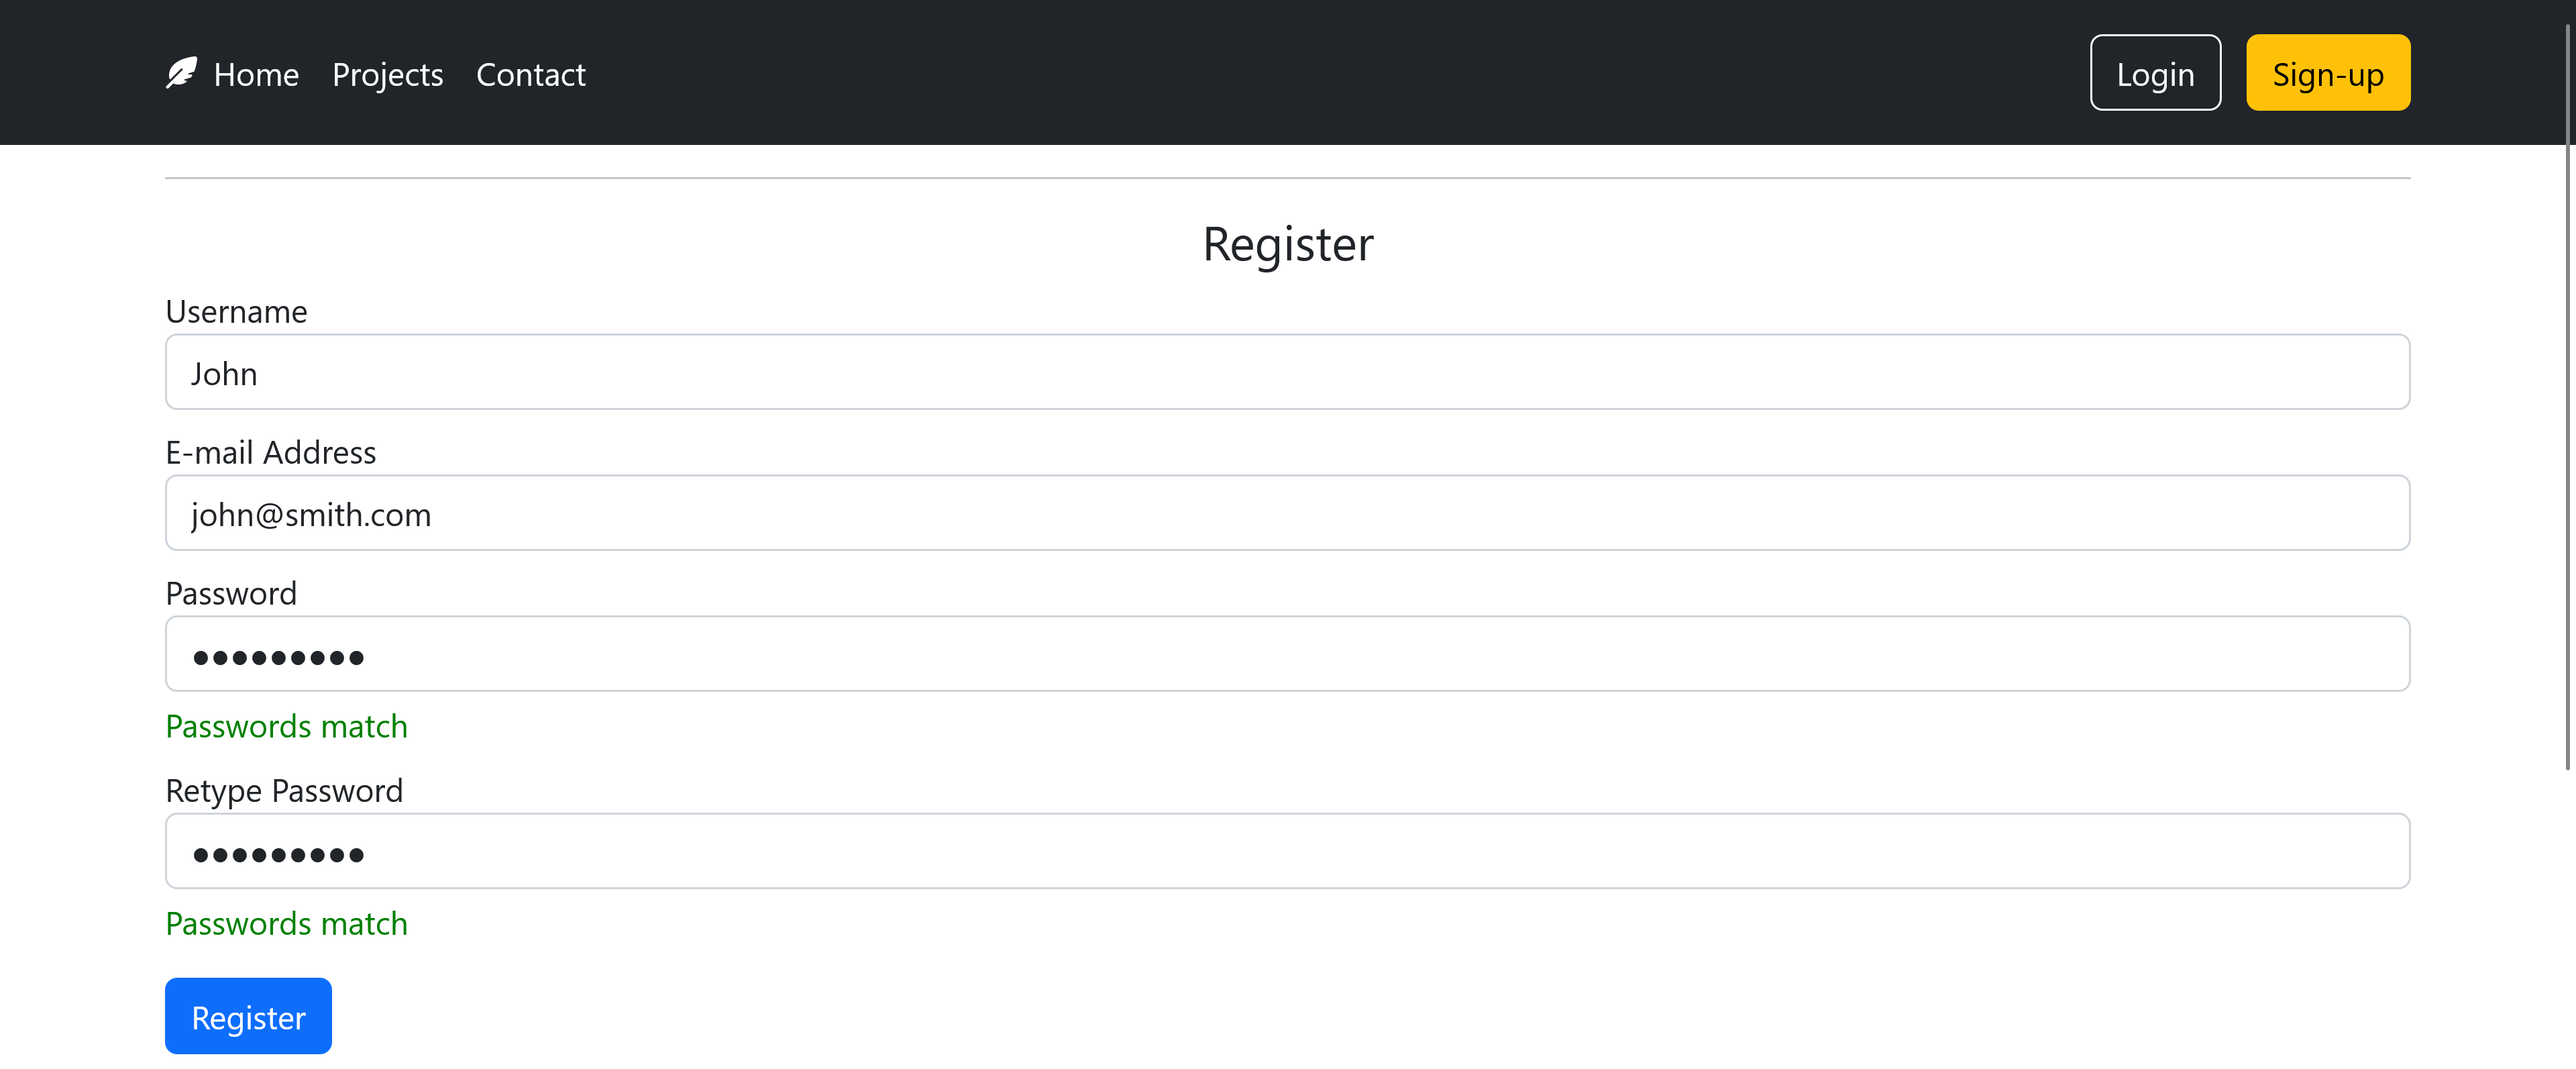 Home Projects Contact Login Sign-up
Register
Username
John
E-mail Address
john@smith.com
Password
•••••••••
Passwords match
Retype Password
•••••••••
Passwords match
Register